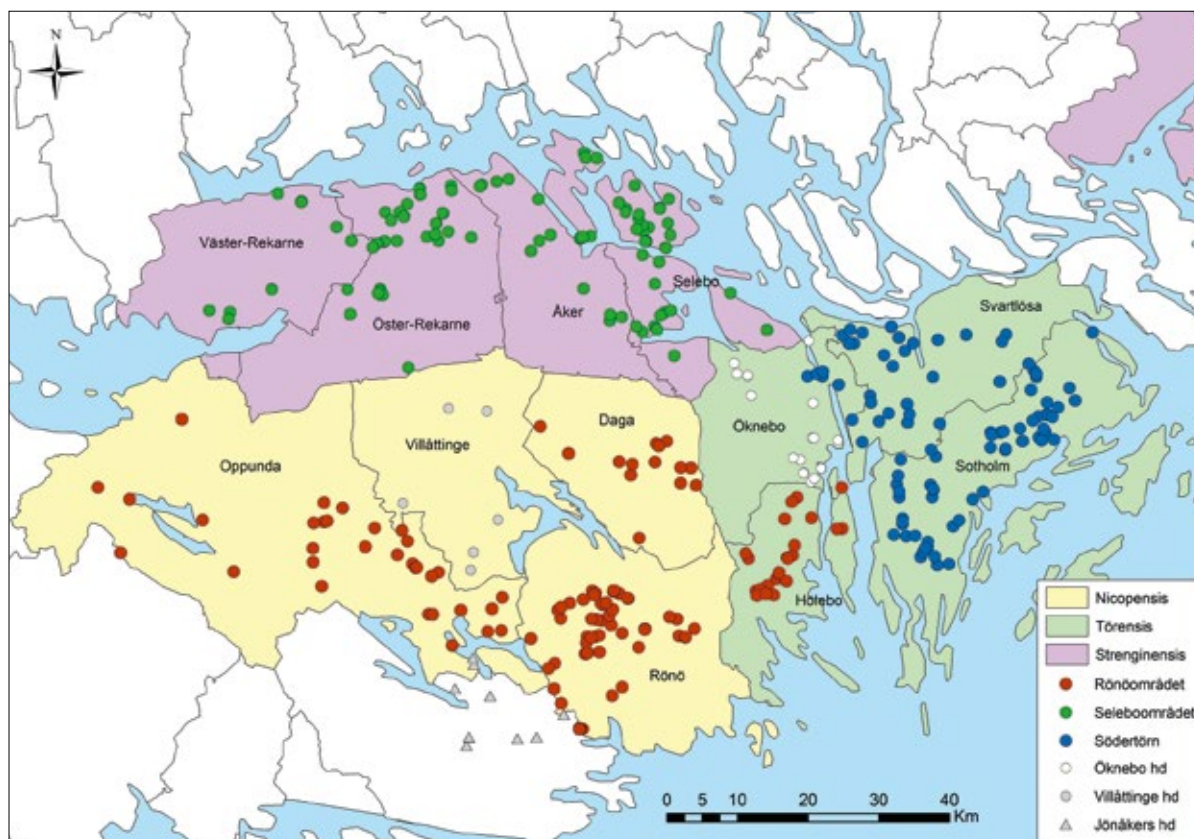 N
Väster-Rekarne
Selebo
Svartlösa
Åker
Öster-Rekarne
Daga
Villåttinge
Öknebo
Oppunda
Sotholm
Hölebo
Rönö
Nicopensis
Törensis
Strenginensis
Rönöområdet
Seleboområdet
Södertörn
Öknebo hd
Villåttinge hd
Jönåkers hd
0 5 10 20 30 40
Km